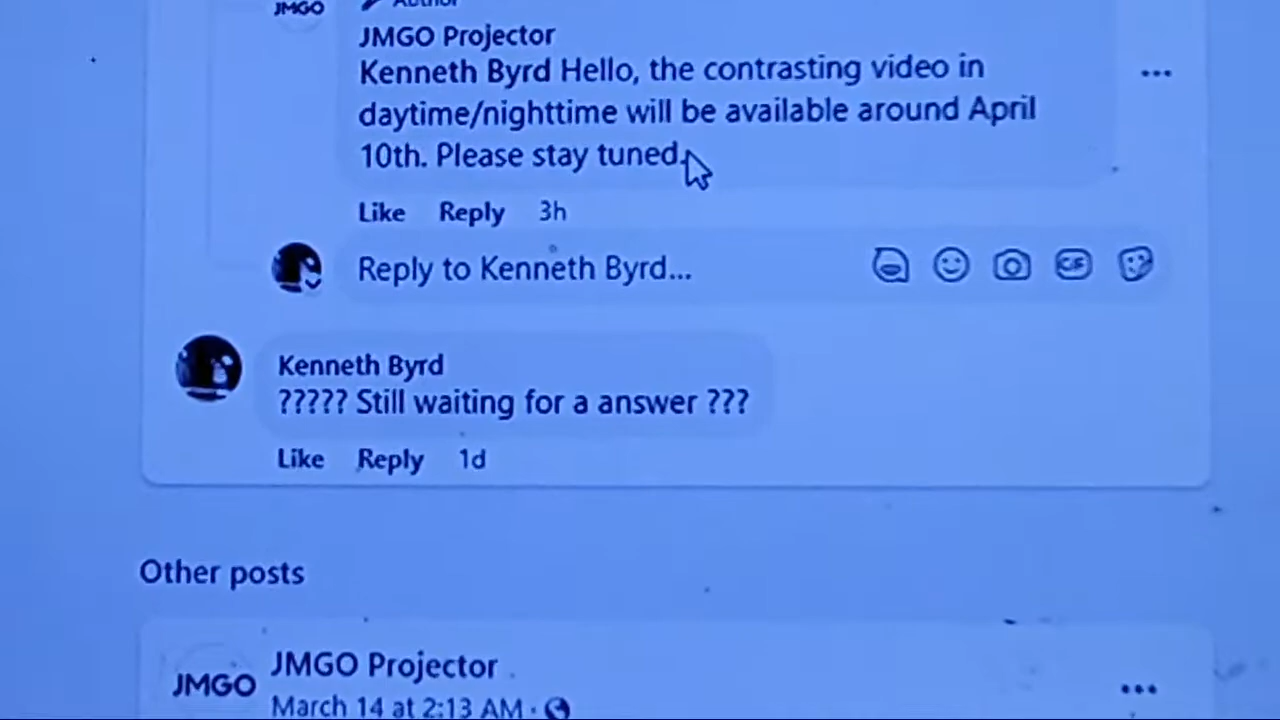 JMGO
Author
JMGO Projector
Kenneth Byrd Hello, the contrasting video in
daytime/nighttime will be available around April
10th. Please stay tuned.
Like Reply 3h
Reply to Kenneth Byrd...
GIF
Kenneth Byrd
????? Still waiting for a answer ???
Like Reply 1d
Other posts
JMGO
JMGO Projector
March 14 at 2:13 AM ·